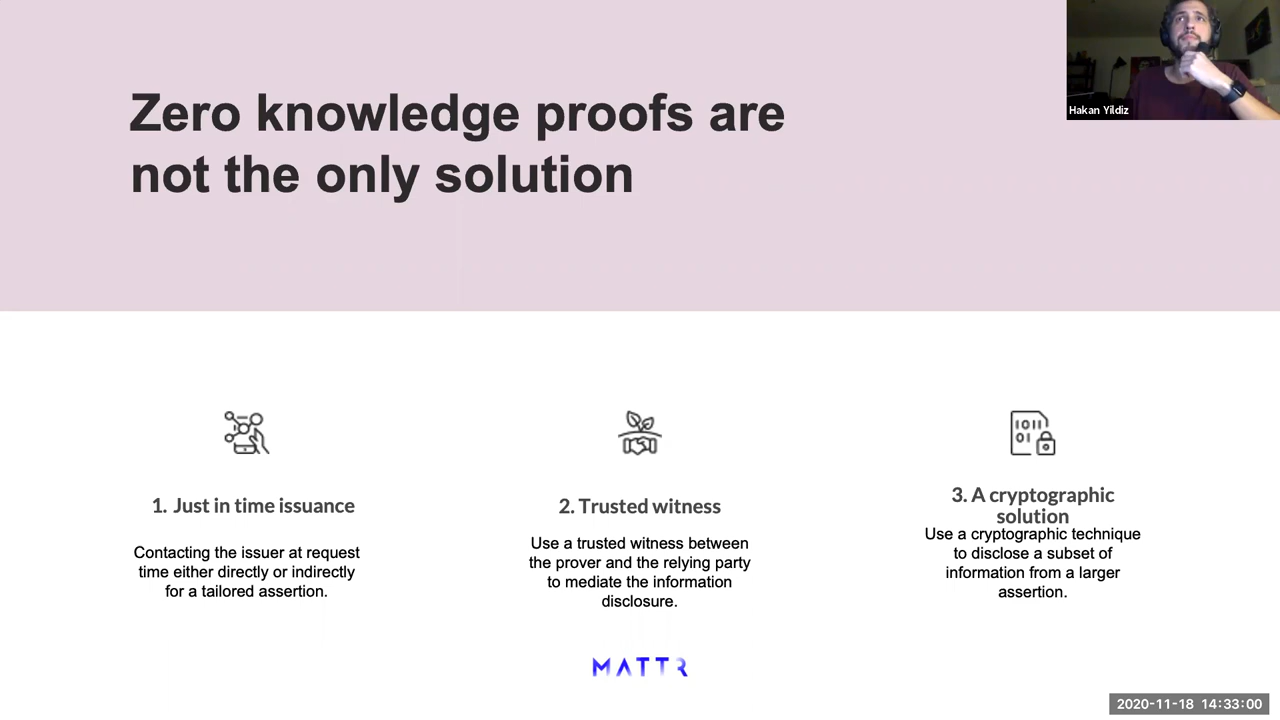 Zero knowledge proofs are
not the only solution
Hakan Yildiz
1011
01
1. Just in time issuance
Contacting the issuer at request
time either directly or indirectly
for a tailored assertion.
2. Trusted witness
Use a trusted witness between
the prover and the relying party
to mediate the information
disclosure.
3. A cryptographic
solution
Use a cryptographic technique
to disclose a subset of
information from a larger
assertion.
MATTR
2020-11-18 14:33:00